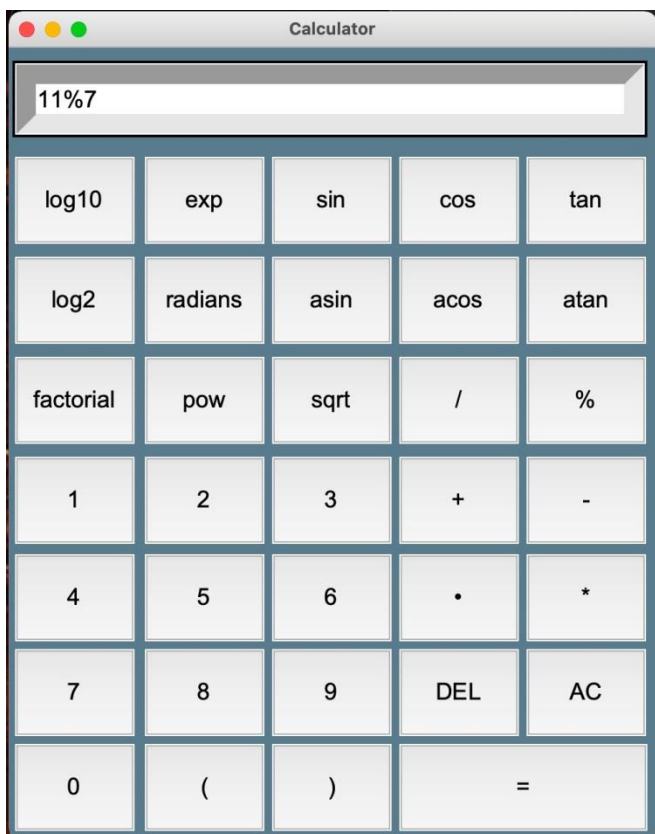 Calculator
11%7
log10 exp sin cos tan
log2 radians asin acos atan
factorial pow sqrt / %
1 2 3 + -
4 5 6 • *
7 8 9 DEL AC
0 ( ) =